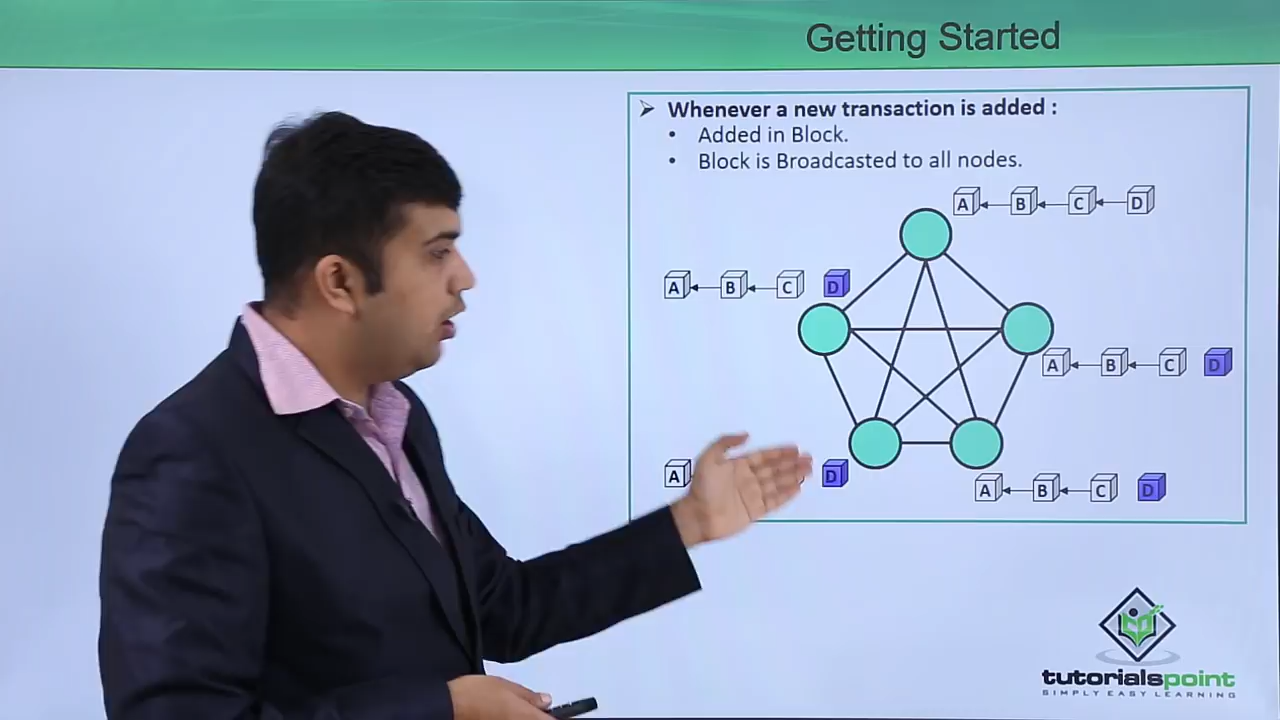 Getting Started
➢ Whenever a new transaction is added :
• Added in Block.
• Block is Broadcasted to all nodes.
A B C D
A B C D
A B C D
A D
A B C D
tutorialspoint
SIMPLY EASY LEARNING